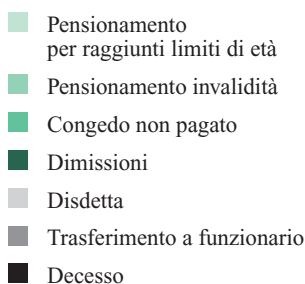 Pensionamento
per raggiunti limiti di età
Pensionamento invalidità
Congedo non pagato
Dimissioni
Disdetta
Trasferimento a funzionario
Decesso